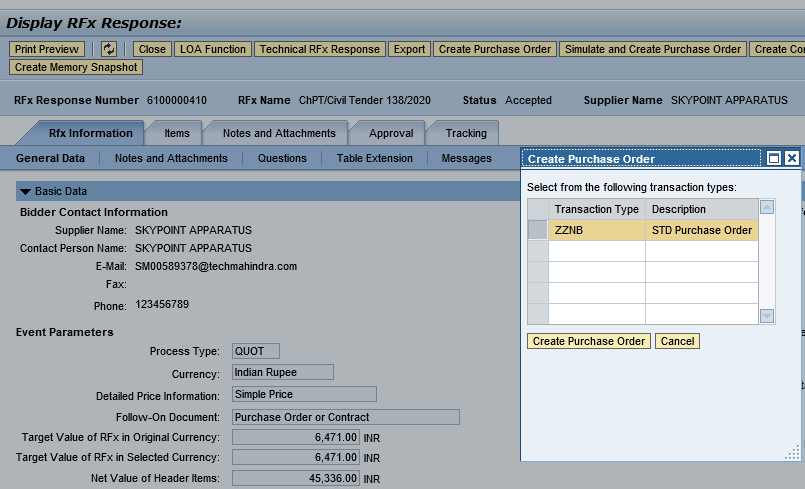 Display RFx Response:
Print Preview Close LOA Function Technical RFx Response Export Create Purchase Order Simulate and Create Purchase Order Create Co
Create Memory Snapshot
RFx Response Number 6100000410 RFx Name ChPT/Civil Tender 138/2020 Status Accepted Supplier Name SKYPOINT APPARATUS
Rfx Information Items Notes and Attachments Approval Tracking
General Data Notes and Attachments Questions Table Extension Messages
Basic Data
Bidder Contact Information
Supplier Name: SKYPOINT APPARATUS
Contact Person Name: SKYPOINT APPARATUS
E-Mail: SM00589378@techmahindra.com
Fax:
Phone: 123456789
Event Parameters
Process Type: QUOT
Currency: Indian Rupee
Detailed Price Information: Simple Price
Follow-On Document: Purchase Order or Contract
Target Value of RFx in Original Currency: 6,471.00 INR
Target Value of RFx in Selected Currency: 6,471.00 INR
Net Value of Header Items: 45,336.00 INR
Create Purchase Order
Select from the following transaction types:
Transaction Type Description
ZZNB STD Purchase Order
Create Purchase Order Cancel